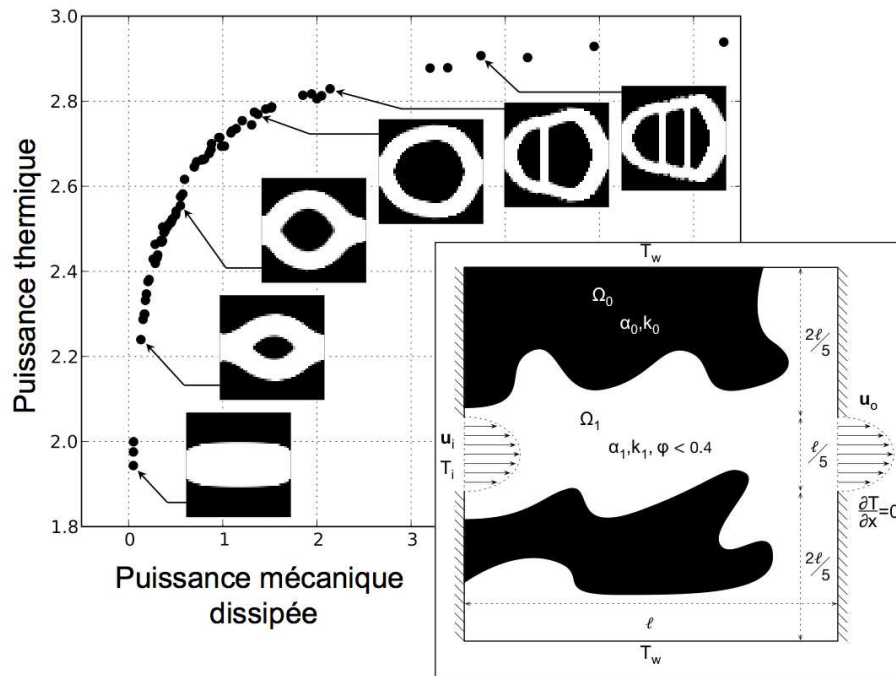 Puissance thermique
3.0
2.8
2.6
2.4
2.2
2.0
1.8
0
1
2
3
Puissance mécanique
dissipée
T_w
Ω_0
α_0,k_0
Ω_1
α_1,k_1, φ < 0.4
u_i
T_i
u_o
∂T/∂x=0
2ℓ/5
ℓ/5
2ℓ/5
ℓ
T_w